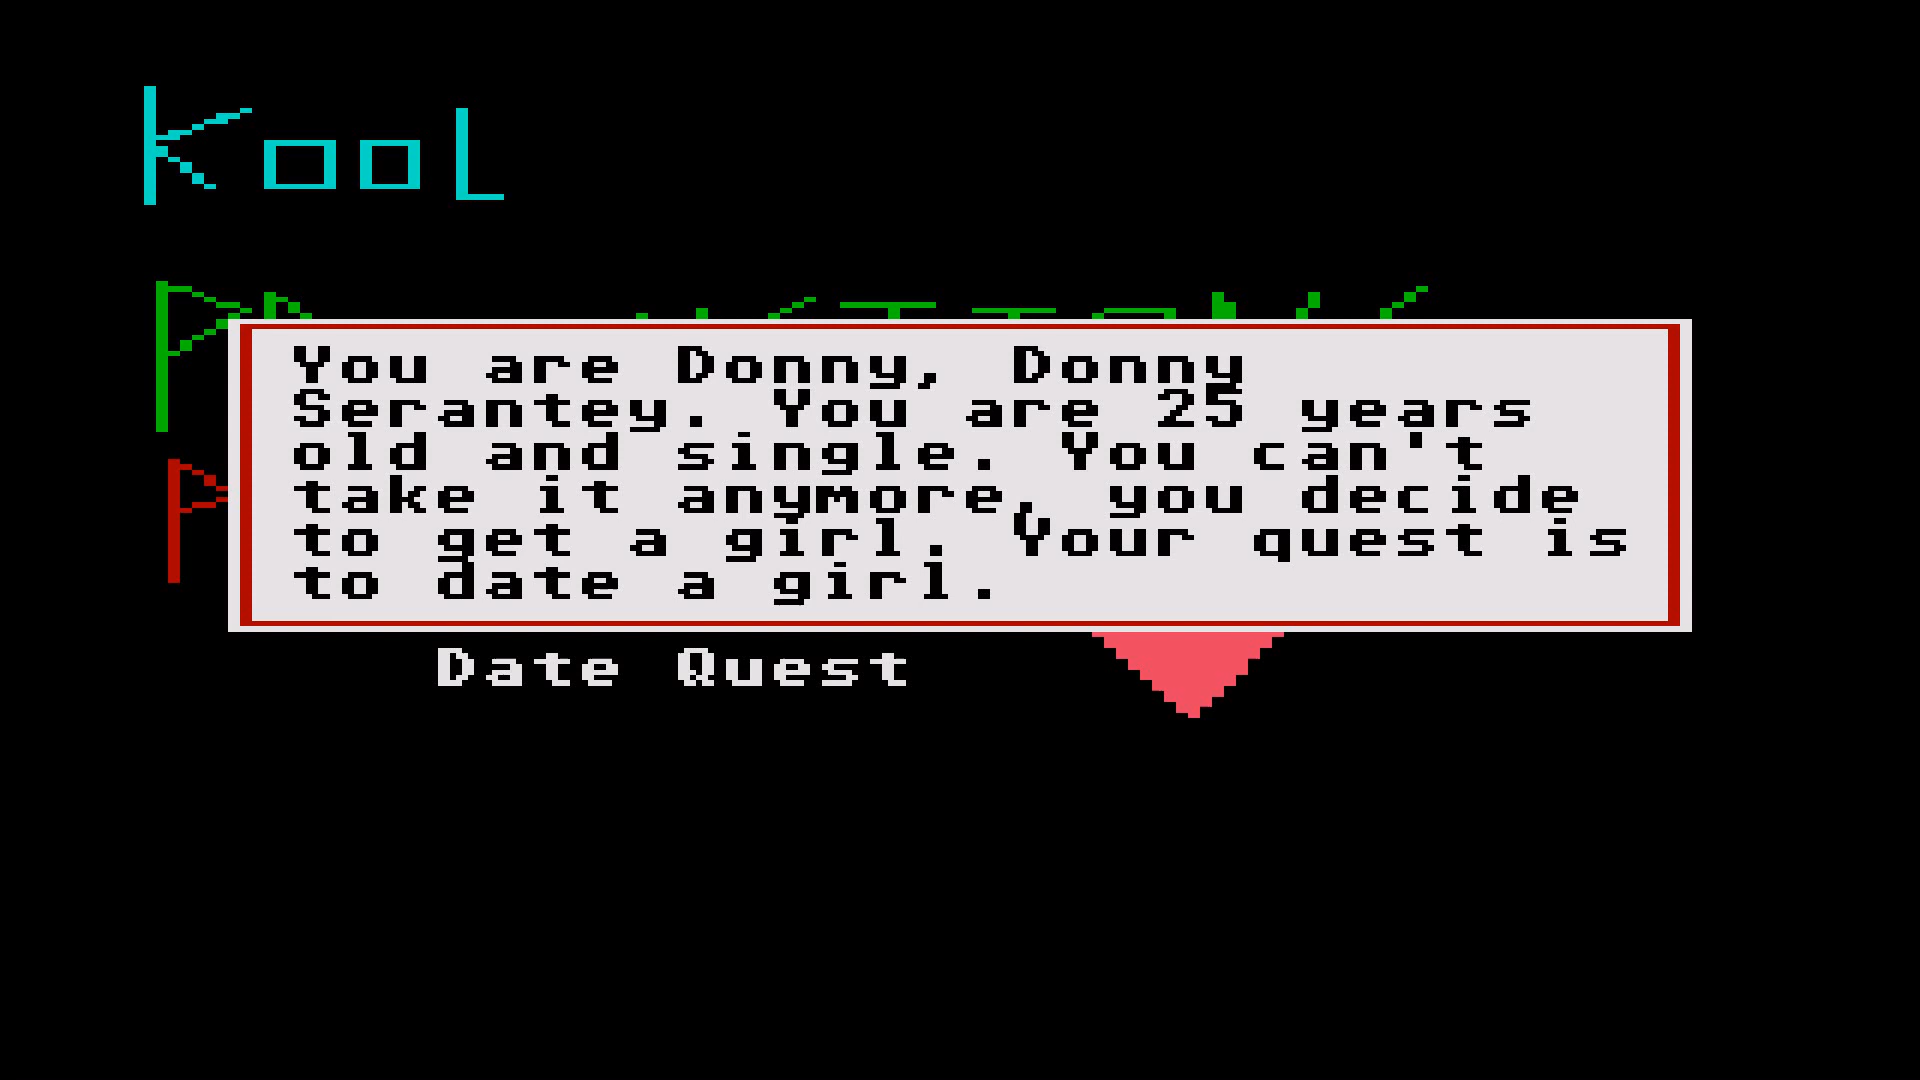 KooL
You are Donny, Donny
Serantey. You are 25 years
old and single. You can't
take it anymore, you decide
to get a girl. Your quest is
to date a girl.
Date Quest